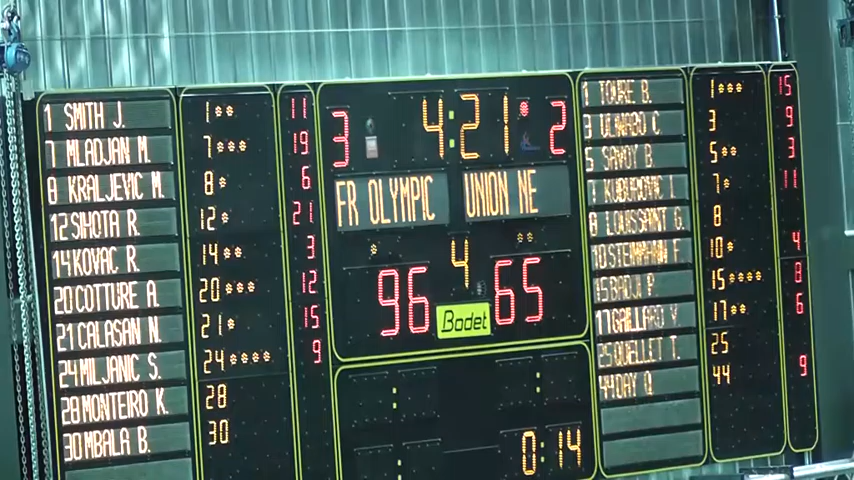 1 SMITH J. 1 ** 11
7 MLADJAN M. 7 *** 19
8 KRALJEVIC M. 8 * 6
12 SIHOTA R. 12 * 21
14 KOVAC R. 14 ** 3
20 COTTURE A. 20 *** 12
21 CALASAN N. 21 * 15
24 MILJANIC S. 24 **** 9
28 MONTEIRO K. 28
30 MBALA B. 30
3 4:21 2
FR OLYMPIC UNION NE
4
96 65
Bodet
0:14
1 TOURE B. 1 *** 15
3 C. 3 9
5 SAVOY B. 5 ** 3
7 KUBUROVIC I. 7 * 11
8 LOUISSAINT G. 8
10 STEINMANN F. 10 * 4
15 BADJI P. 15 **** 8
17 GAILLARD Y. 17 ** 6
25 QUELLET T. 25
44 DAY Q. 44 9